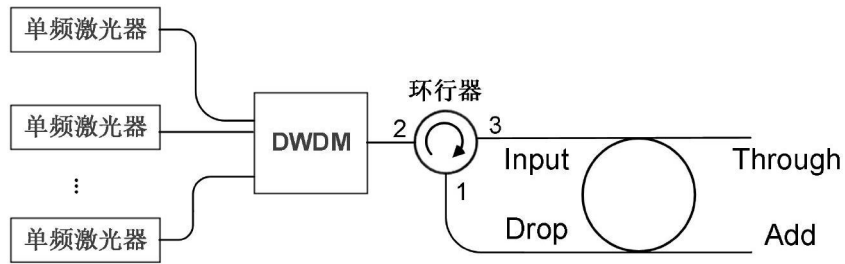 单频激光器
环行器
单频激光器
DWDM
2
3
Input
Through
1
⋮
单频激光器
Drop
Add